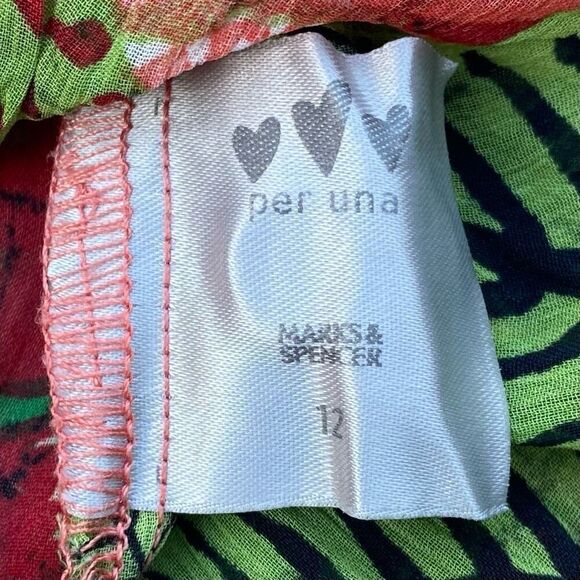 per una
MARKS &
SPENCER
12